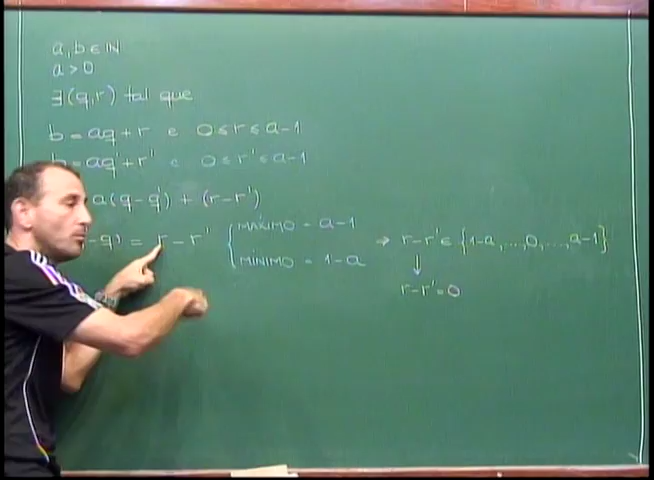 a, b ∈ ℕ
a > 0
∃ (q, r) tal que
b = aq + r e 0 ≤ r ≤ a-1
b = aq' + r' e 0 ≤ r' ≤ a-1
a(q - q') + (r - r')
-q) = r - r' { MÁXIMO = a-1 ⇒ r - r' ∈ {1-a, ..., 0, ..., a-1}
MÍNIMO = 1-a
↓
r - r' = 0